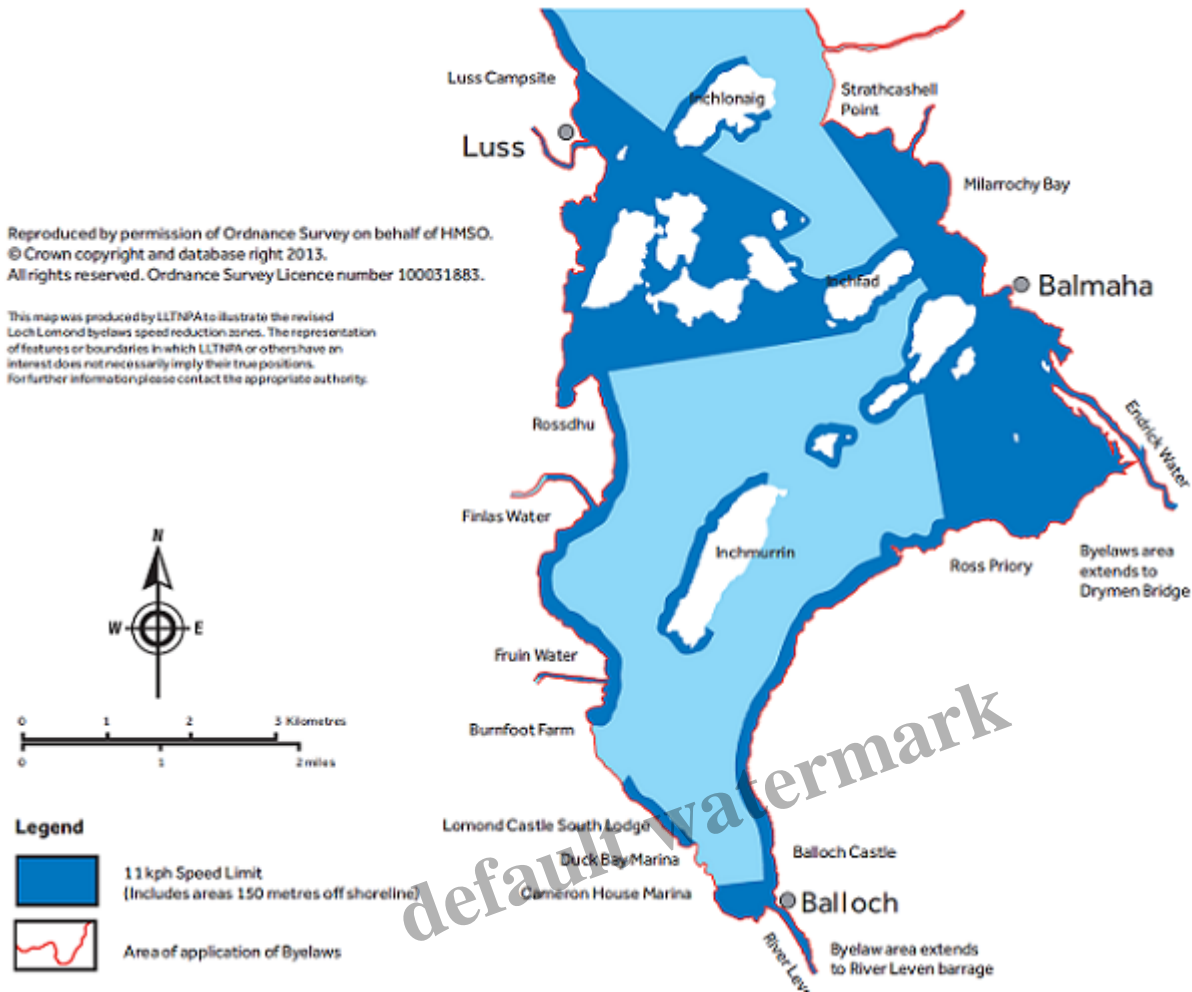 Luss Campsite
Inchlonaig
Strathcashell
Point
Luss
Milarrochy Bay
Reproduced by permission of Ordnance Survey on behalf of HMSO.
© Crown copyright and database right 2013.
All rights reserved. Ordnance Survey Licence number 100031883.
Inchfad
Balmaha
This map was produced by LLTNPA to illustrate the revised
Loch Lomond byelaws speed reduction zones. The representation
of features or boundaries in which LLTNPA or others have an
interest does not necessarily imply their true positions.
For further information please contact the appropriate authority.
Rossdhu
Endrick Water
Finlas Water
Inchmurrin
Ross Priory
Byelaws area
extends to
Drymen Bridge
N
W E
S
Fruin Water
Burnfoot Farm
0 1 2 3 Kilometres
0 1 2 miles
Legend
11 kph Speed Limit
(Includes areas 150 metres off shoreline)
Area of application of Byelaws
Lomond Castle South Lodge
Duck Bay Marina
Cameron House Marina
Balloch Castle
Balloch
River Leve
Byelaw area extends
to River Leven barrage
default watermark